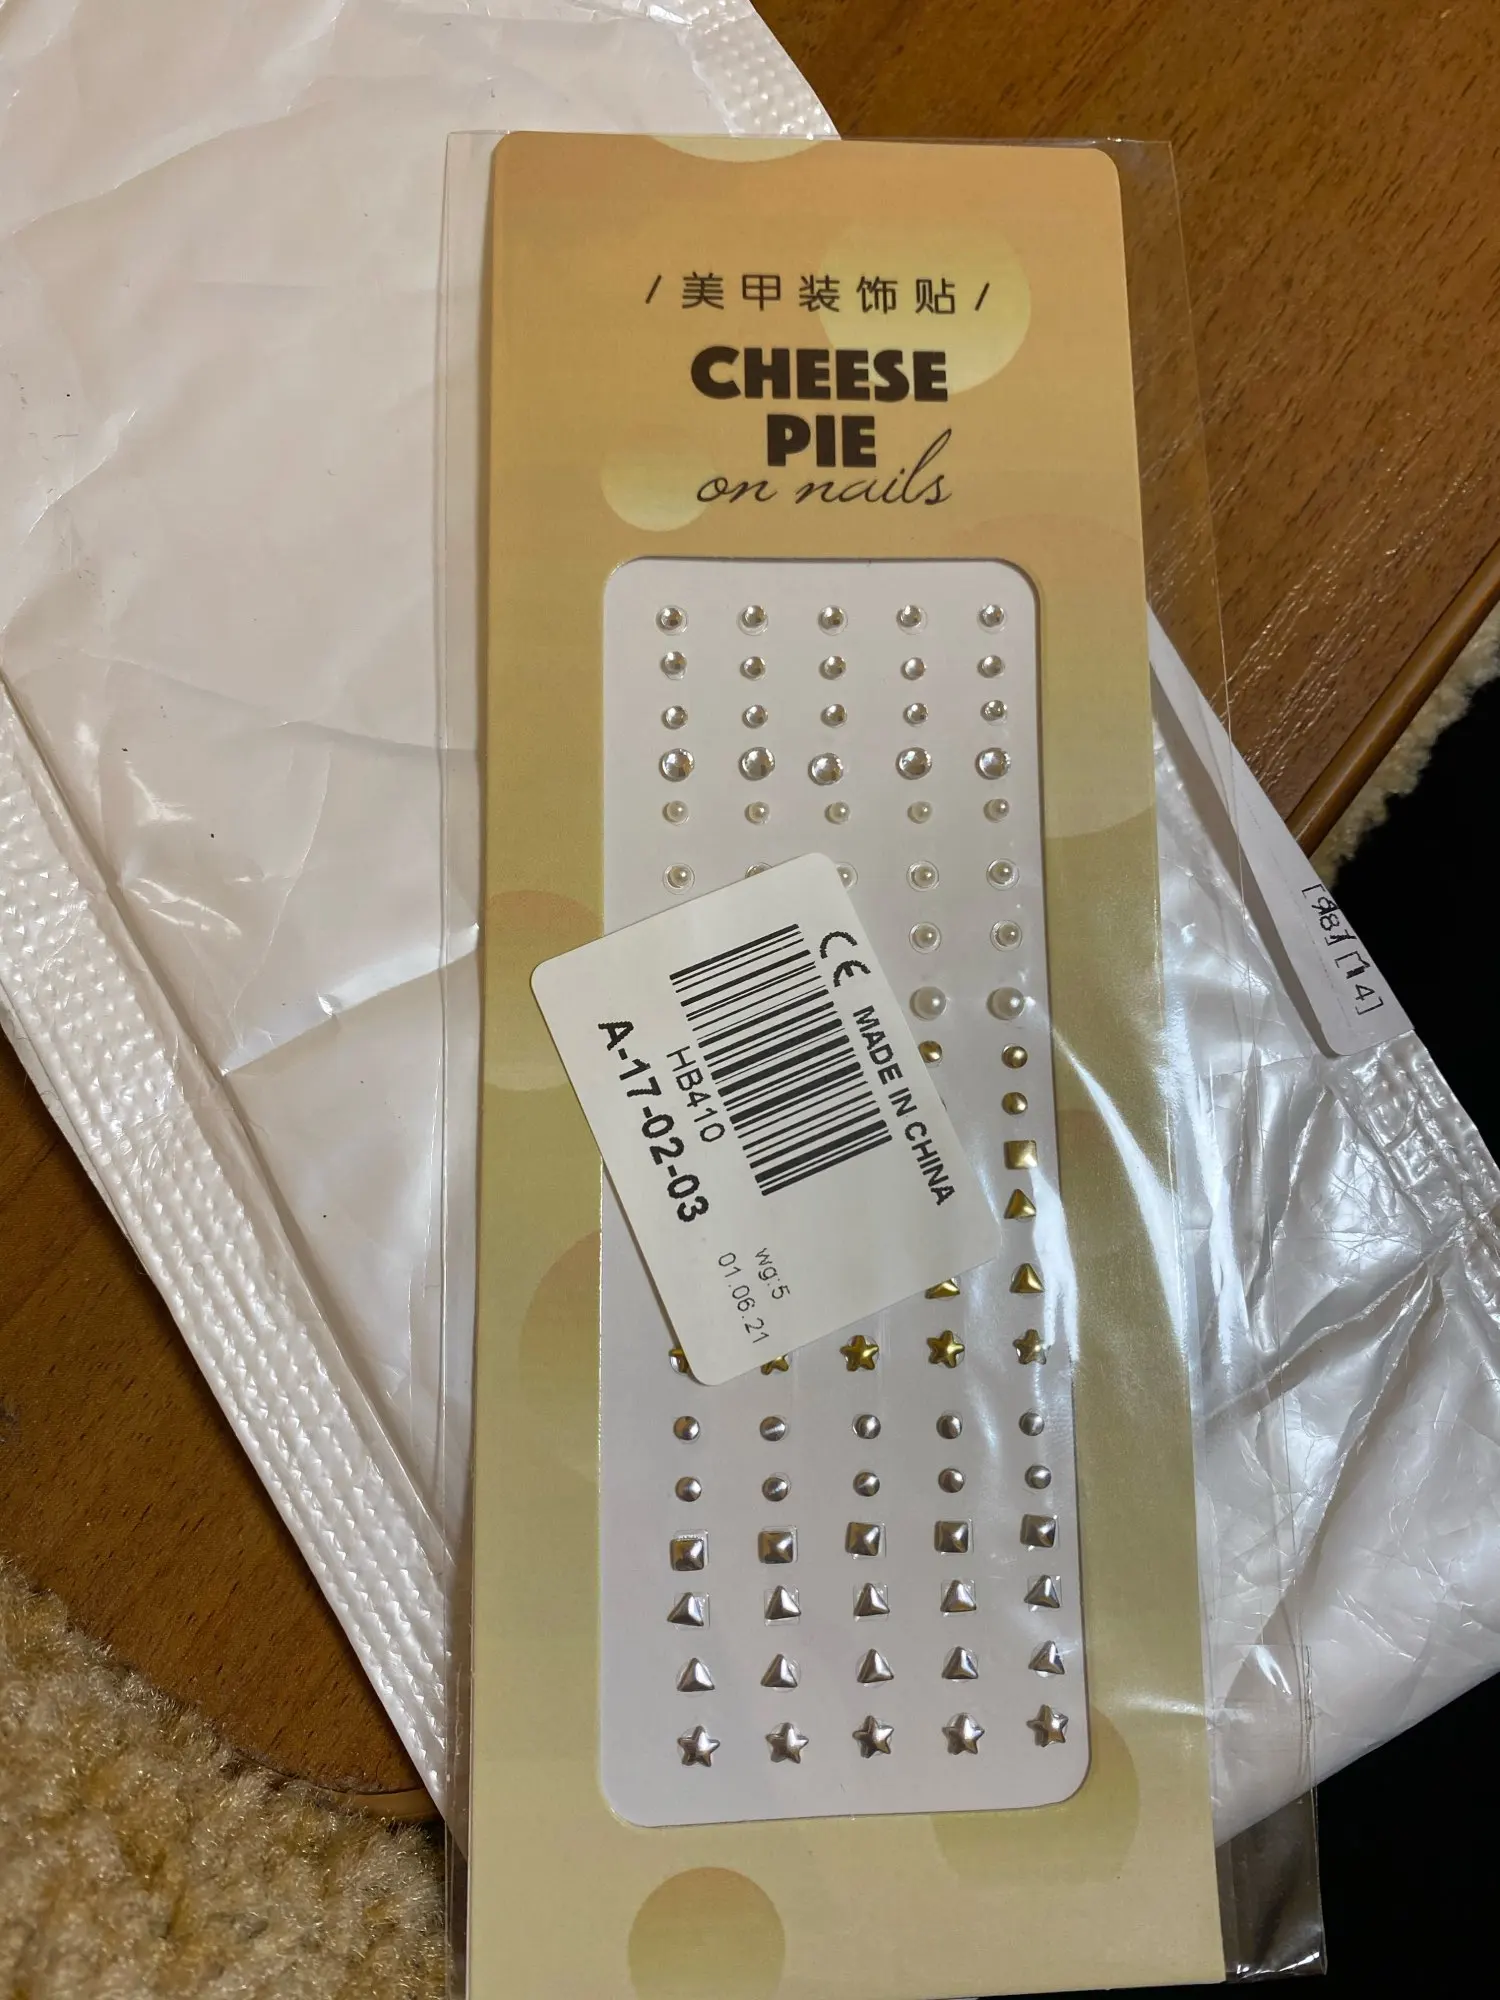 / 美甲装饰贴 /
CHEESE
PIE
on nails
CE MADE IN CHINA
HB410
A-17-02-03
wg:5
01.06.21